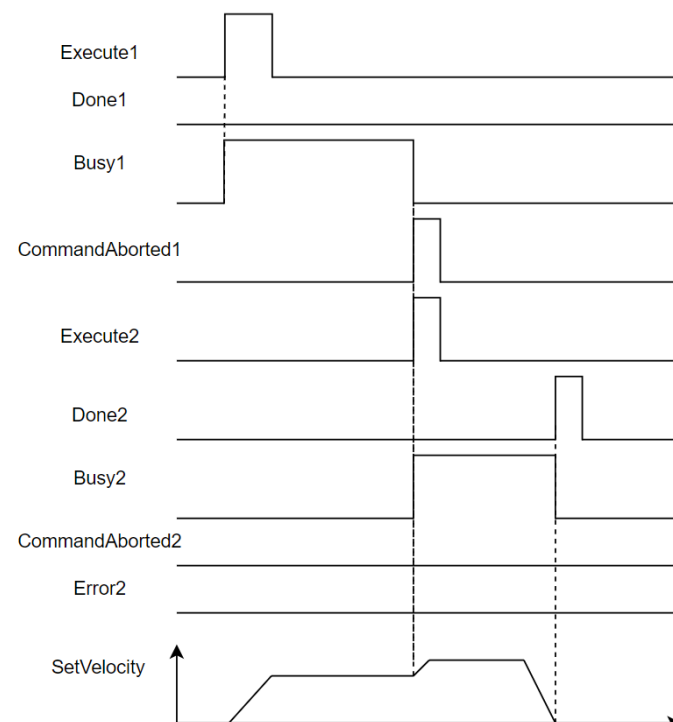 Execute1
Done1
Busy1
CommandAborted1
Execute2
Done2
Busy2
CommandAborted2
Error2
SetVelocity